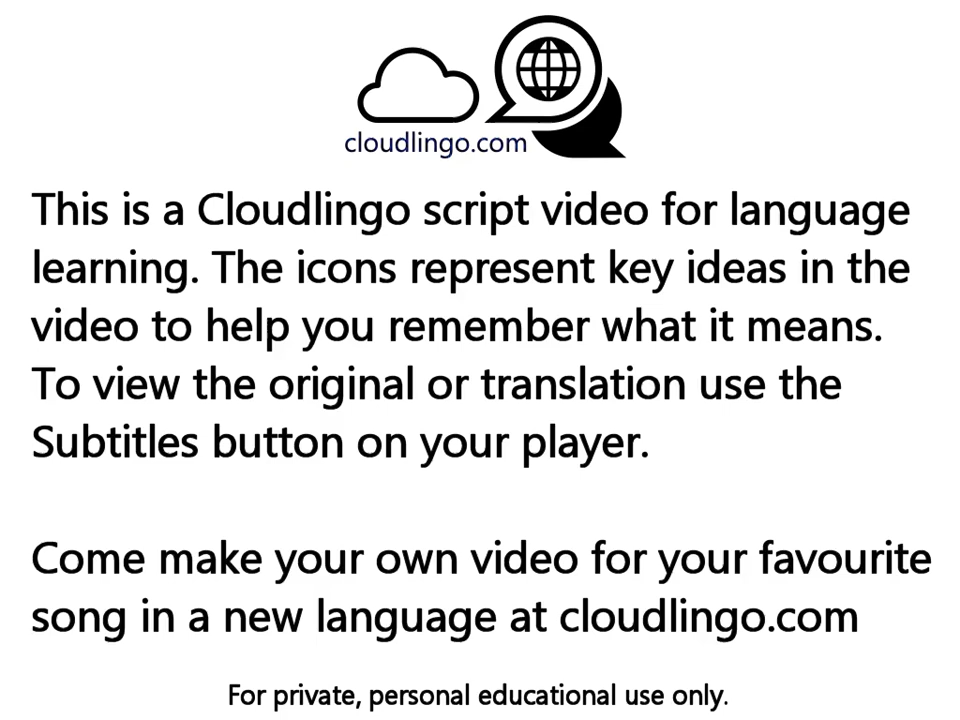 cloudlingo.com
This is a Cloudlingo script video for language
learning. The icons represent key ideas in the
video to help you remember what it means.
To view the original or translation use the
Subtitles button on your player.
Come make your own video for your favourite
song in a new language at cloudlingo.com
For private, personal educational use only.